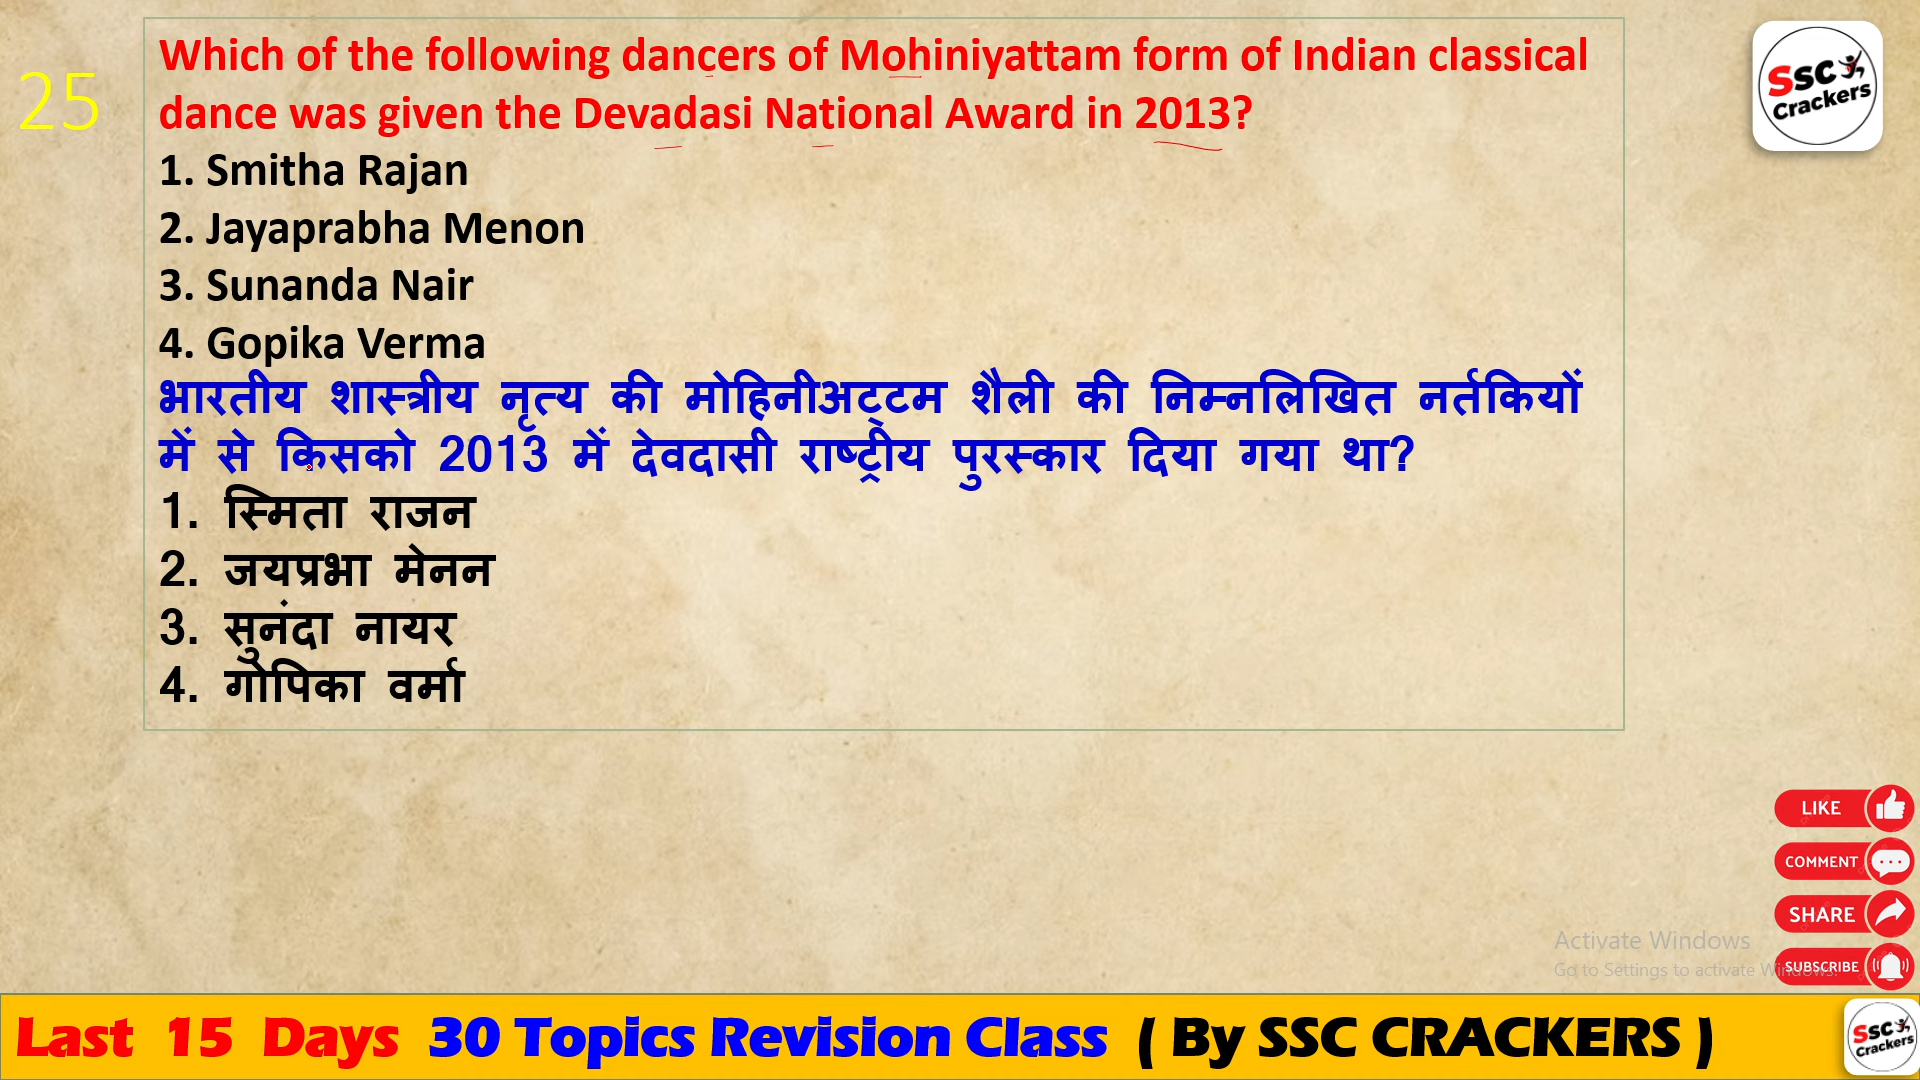 25
Which of the following dancers of Mohiniyattam form of Indian classical
dance was given the Devadasi National Award in 2013?
1. Smitha Rajan
2. Jayaprabha Menon
3. Sunanda Nair
4. Gopika Verma
भारतीय शास्त्रीय नृत्य की मोहिनीअट्टम शैली की निम्नलिखित नर्तकियों
में से किसको 2013 में देवदासी राष्ट्रीय पुरस्कार दिया गया था?
1. स्मिता राजन
2. जयप्रभा मेनन
3. सुनंदा नायर
4. गोपिका वर्मा
SSC
Crackers
LIKE
COMMENT
SHARE
SUBSCRIBE
Activate Windows
Go to Settings to activate Windows.
Last 15 Days 30 Topics Revision Class ( By SSC CRACKERS )
SSC
Crackers